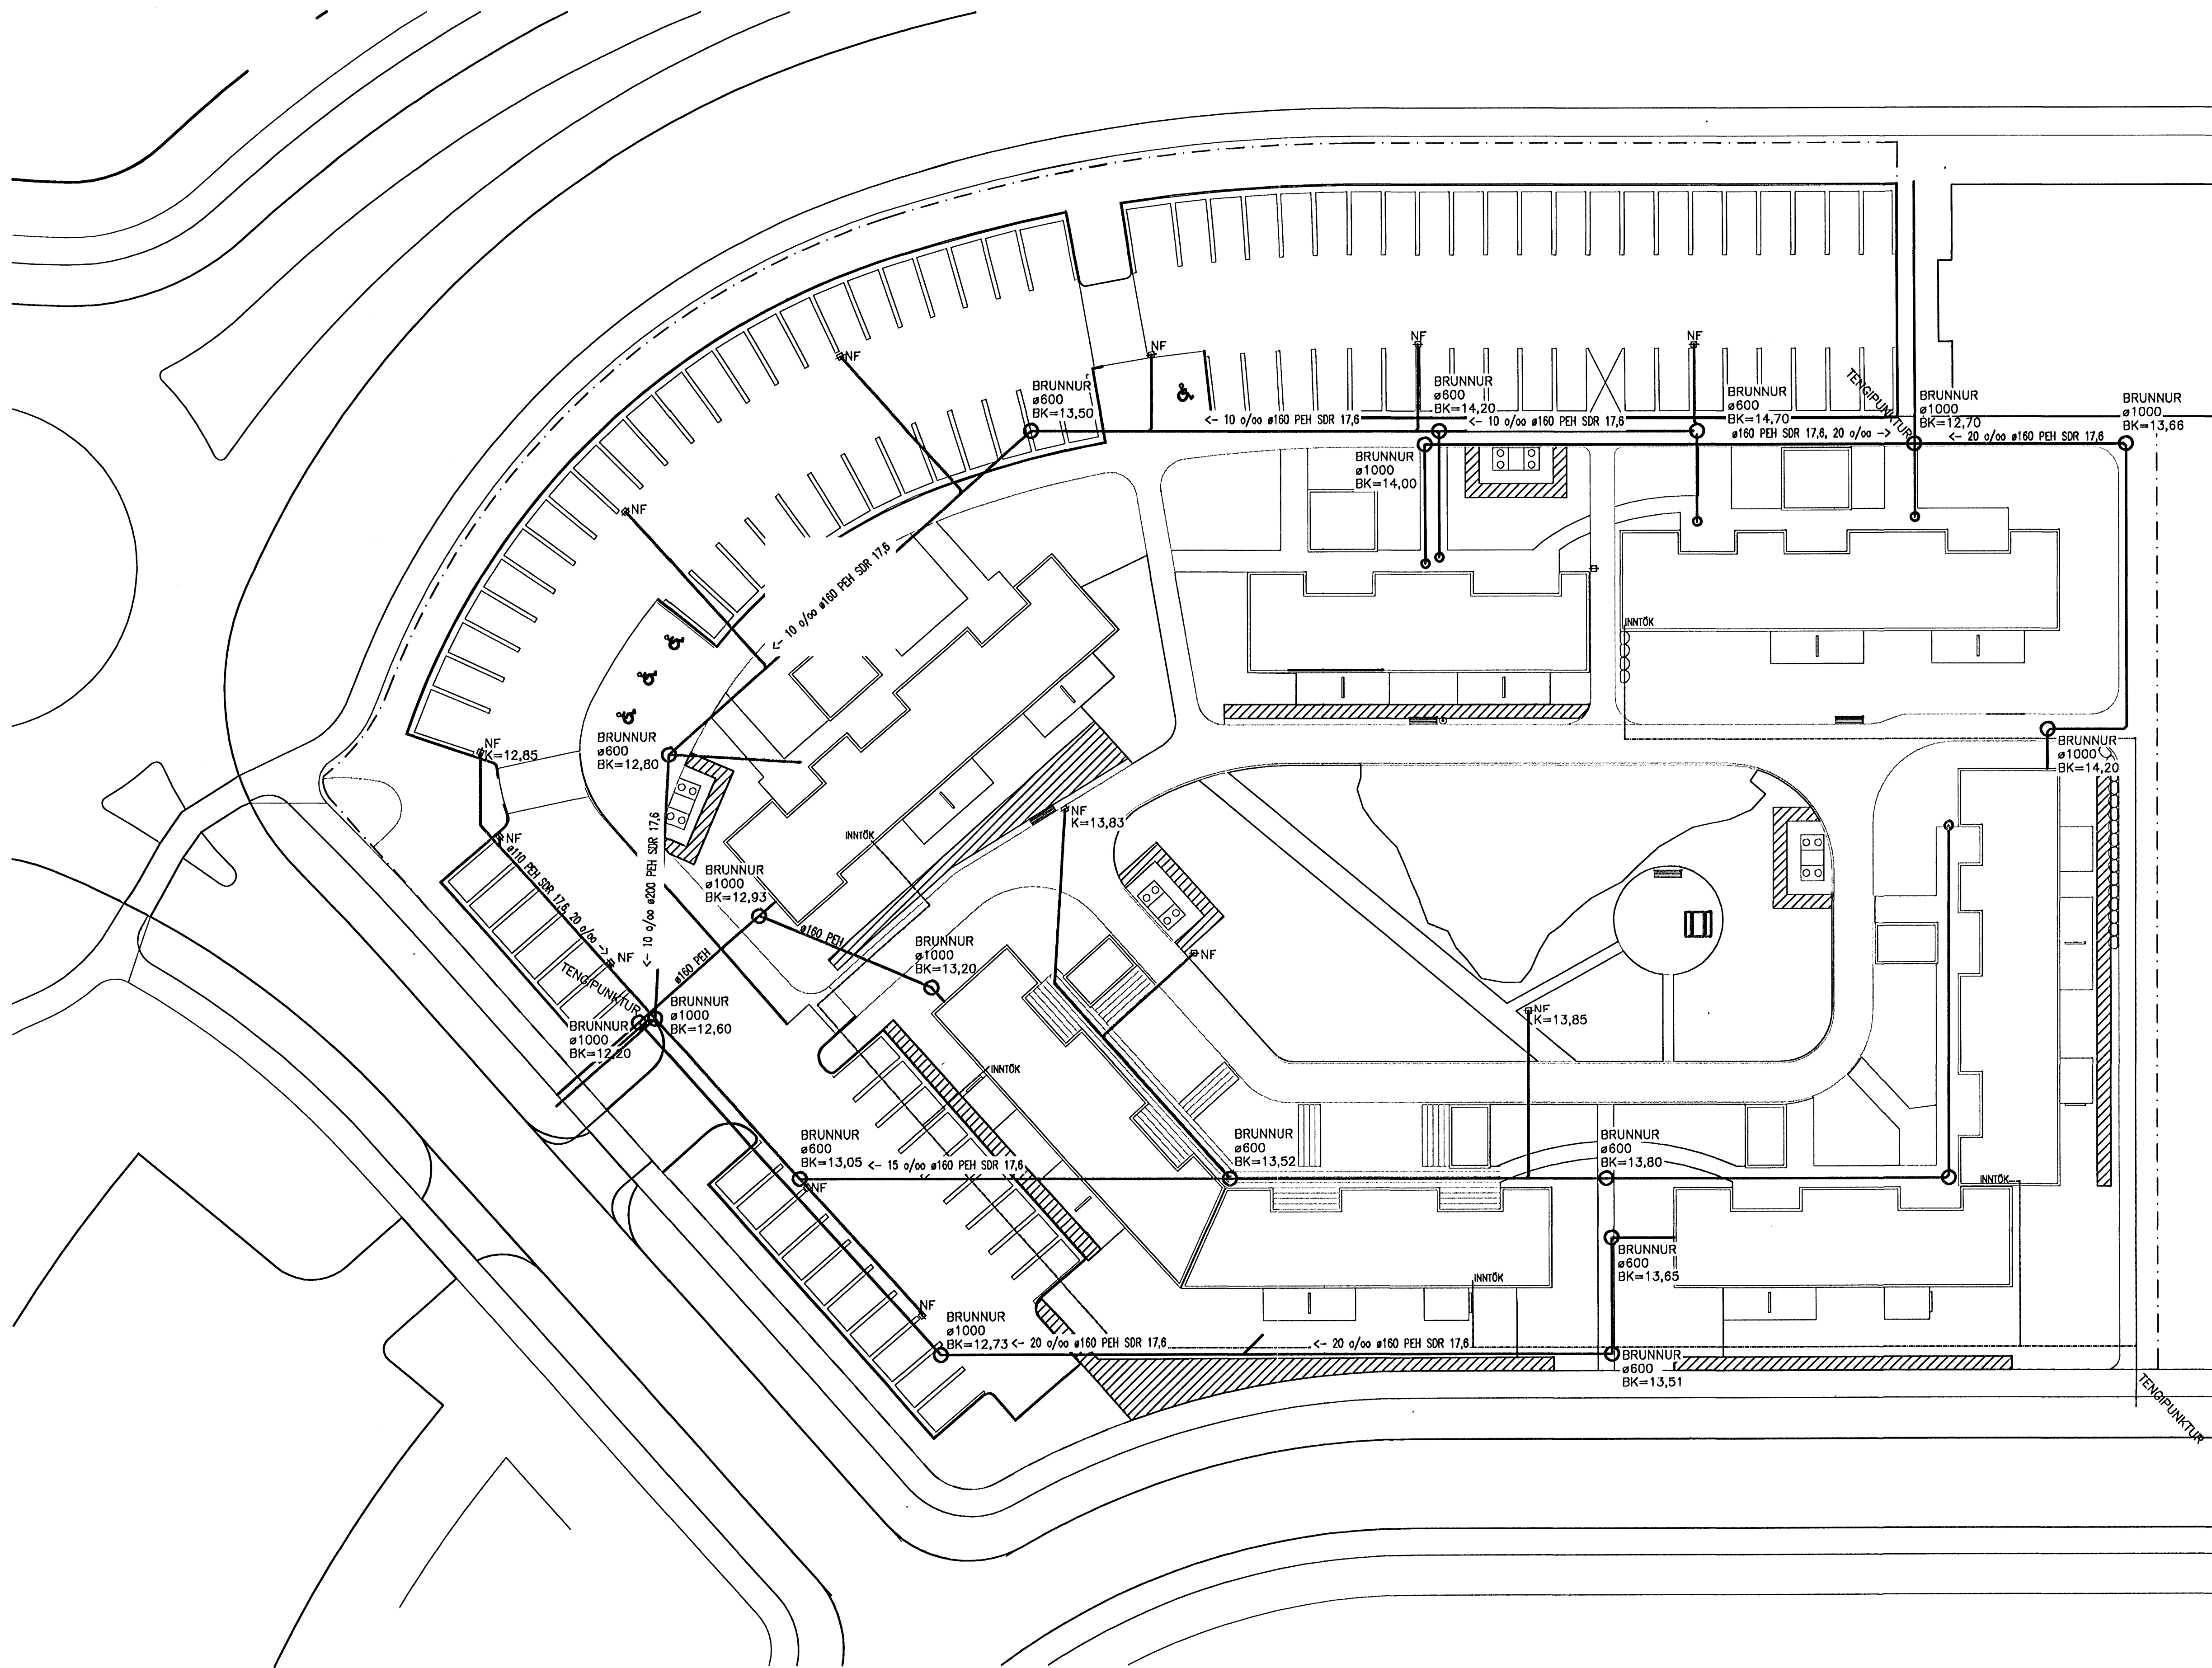 NF
NF
NF
NF
NF
BRUNNUR
ø600
BK=13,50
BRUNNUR
ø600
BK=14,20
BRUNNUR
ø600
BK=14,70
TENGIPUNKTUR
BRUNNUR
ø1000
BK=12,70
BRUNNUR
ø1000
BK=13,66
<- 10 o/oo ø160 PEH SDR 17,6
<- 10 o/oo ø160 PEH SDR 17,6
ø160 PEH SDR 17,6, 20 o/oo ->
<- 20 o/oo ø160 PEH SDR 17,6
BRUNNUR
ø1000
BK=14,00
<- 10 o/oo ø160 PEH SDR 17,6
INNTÖK
NF
K=12,85
BRUNNUR
ø600
BK=12,80
BRUNNUR
ø1000
BK=14,20
NF
K=13,83
NF
ø110 PEH SDR 17,6, 20 o/oo ->
<- 10 o/oo ø200 PEH SDR 17,6
INNTÖK
BRUNNUR
ø1000
BK=12,93
ø160 PEH
BRUNNUR
ø1000
BK=13,20
NF
NF
ø160 PEH
TENGIPUNKTUR
BRUNNUR
ø1000
BK=12,60
BRUNNUR
ø1000
BK=12,20
NF
K=13,85
INNTÖK
BRUNNUR
ø600
BK=13,05
<- 15 o/oo ø160 PEH SDR 17,6
NF
BRUNNUR
ø600
BK=13,52
BRUNNUR
ø600
BK=13,80
INNTÖK
BRUNNUR
ø600
BK=13,65
INNTÖK
NF
BRUNNUR
ø1000
BK=12,73
<- 20 o/oo ø160 PEH SDR 17,6
<- 20 o/oo ø160 PEH SDR 17,6
BRUNNUR
ø600
BK=13,51
TENGIPUNKTUR